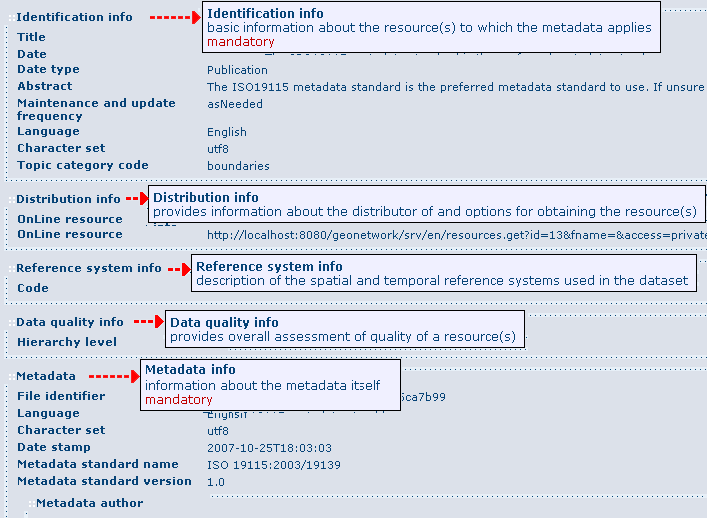 Identification info
Identification info
basic information about the resource(s) to which the metadata applies
mandatory
Title
Date
Date type Publication
Abstract The ISO19115 metadata standard is the preferred metadata standard to use. If unsure
Maintenance and update asNeeded
frequency
Language English
Character set utf8
Topic category code boundaries
Distribution info
Distribution info
provides information about the distributor of and options for obtaining the resource(s)
OnLine resource
OnLine resource http://localhost:8080/geonetwork/srv/en/resources.get?id=13&fname=&access=private
Reference system info
Reference system info
description of the spatial and temporal reference systems used in the dataset
Code
Data quality info
Data quality info
provides overall assessment of quality of a resource(s)
Hierarchy level
Metadata
Metadata info
information about the metadata itself
mandatory
File identifier ca7b99
Language English
Character set utf8
Date stamp 2007-10-25T18:03:03
Metadata standard name ISO 19115:2003/19139
Metadata standard version 1.0
Metadata author